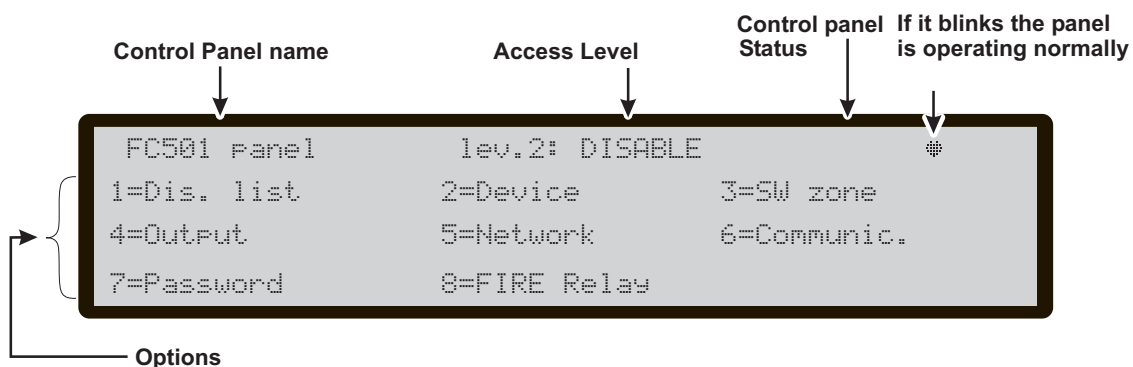 Control Panel name
Access Level
Control panel
Status
If it blinks the panel
is operating normally
FC501 panel lev.2: DISABLE
1=Dis. list 2=Device 3=SW zone
4=Output 5=Network 6=Communic.
7=Password 8=FIRE Relay
Options